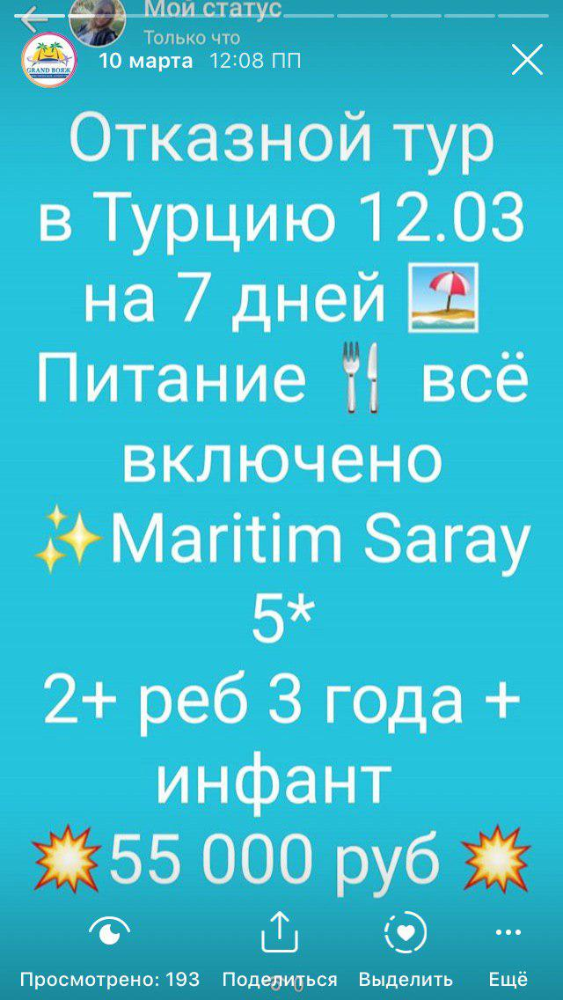 Мой статус
Только что
GRAND ВОЯЖ
10 марта 12:08 ПП
Отказной тур
в Турцию 12.03
на 7 дней 🏖️
Питание 🍴 всё
включено
✨Maritim Saray
5*
2+ реб 3 года +
инфант
💥55 000 руб 💥
Просмотрено: 193 Поделиться Выделить Ещё